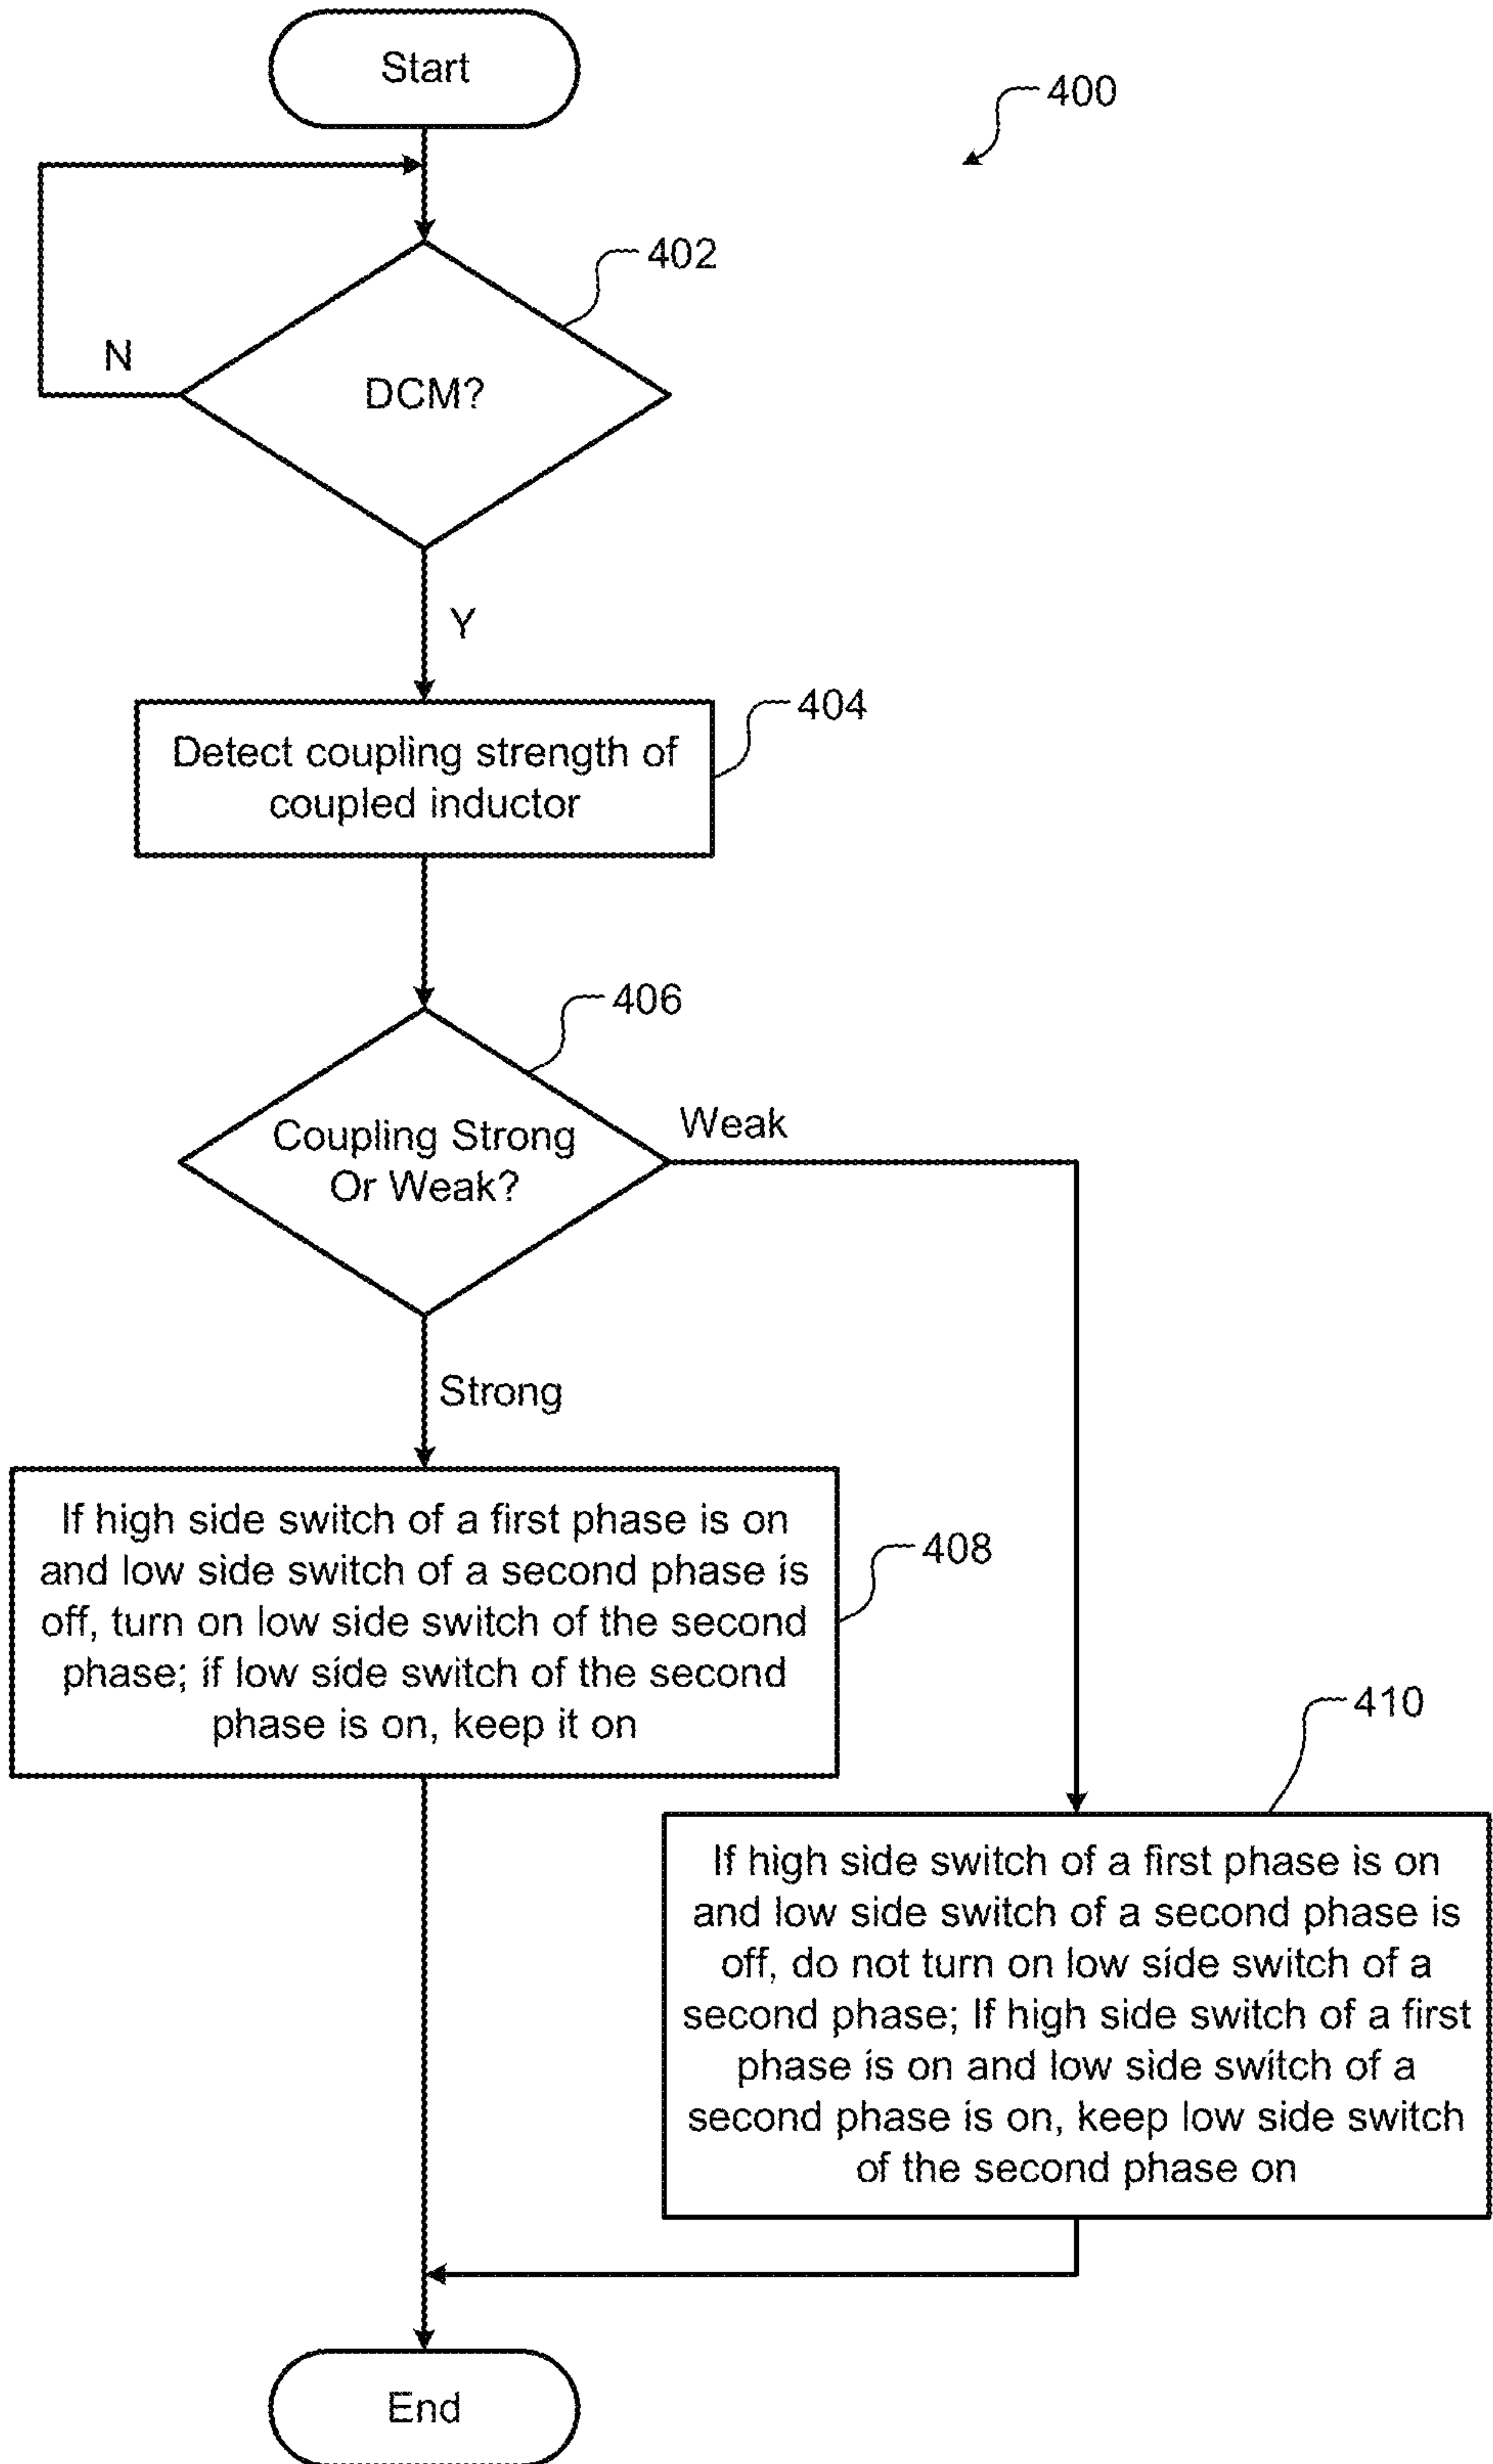 Start
400
402
N
DCM?
Y
404
Detect coupling strength of
coupled inductor
406
Weak
Coupling Strong
Or Weak?
Strong
If high side switch of a first phase is on
and low side switch of a second phase is
off, turn on low side switch of the second
phase; if low side switch of the second
phase is on, keep it on
408
410
If high side switch of a first phase is on
and low side switch of a second phase is
off, do not turn on low side switch of a
second phase; If high side switch of a first
phase is on and low side switch of a
second phase is on, keep low side switch
of the second phase on
End